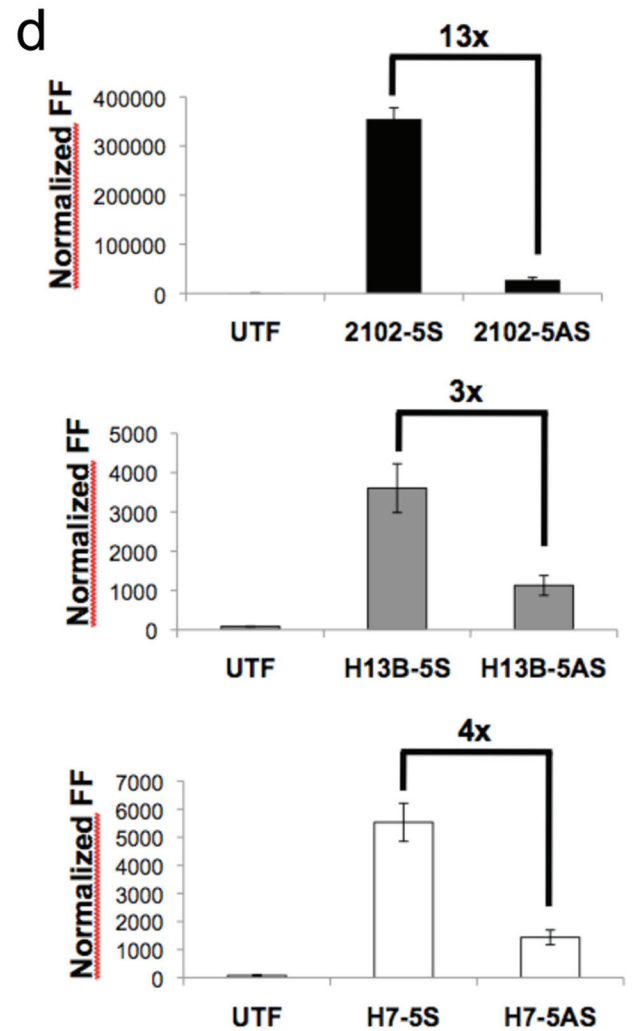 d
13x
Normalized FF
400000
300000
200000
100000
0
UTF 2102-5S 2102-5AS
3x
Normalized FF
5000
4000
3000
2000
1000
0
UTF H13B-5S H13B-5AS
4x
Normalized FF
7000
6000
5000
4000
3000
2000
1000
0
UTF H7-5S H7-5AS